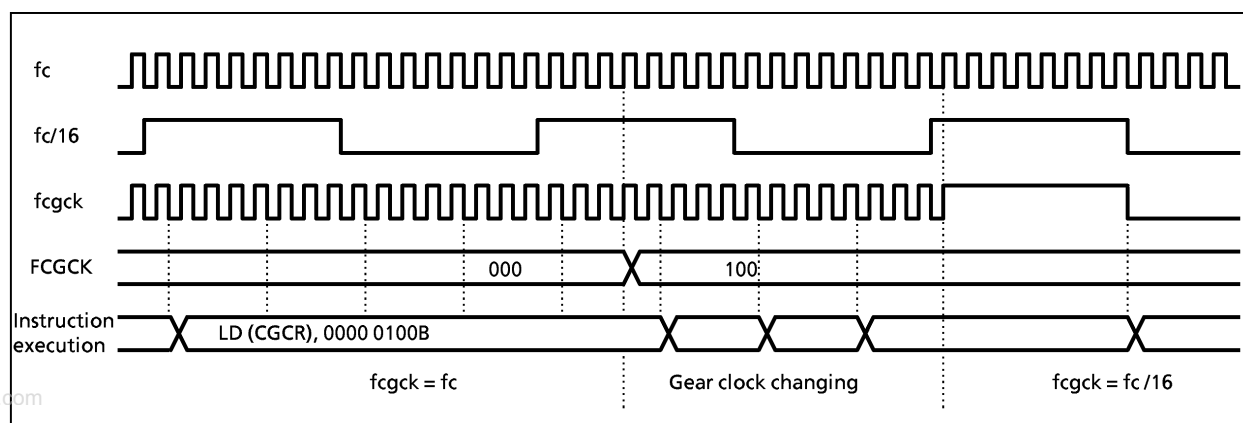 fc
fc/16
fcgck
FCGCK
000
100
Instruction
execution
LD (CGCR), 0000 0100B
fcgck = fc
Gear clock changing
fcgck = fc /16
com